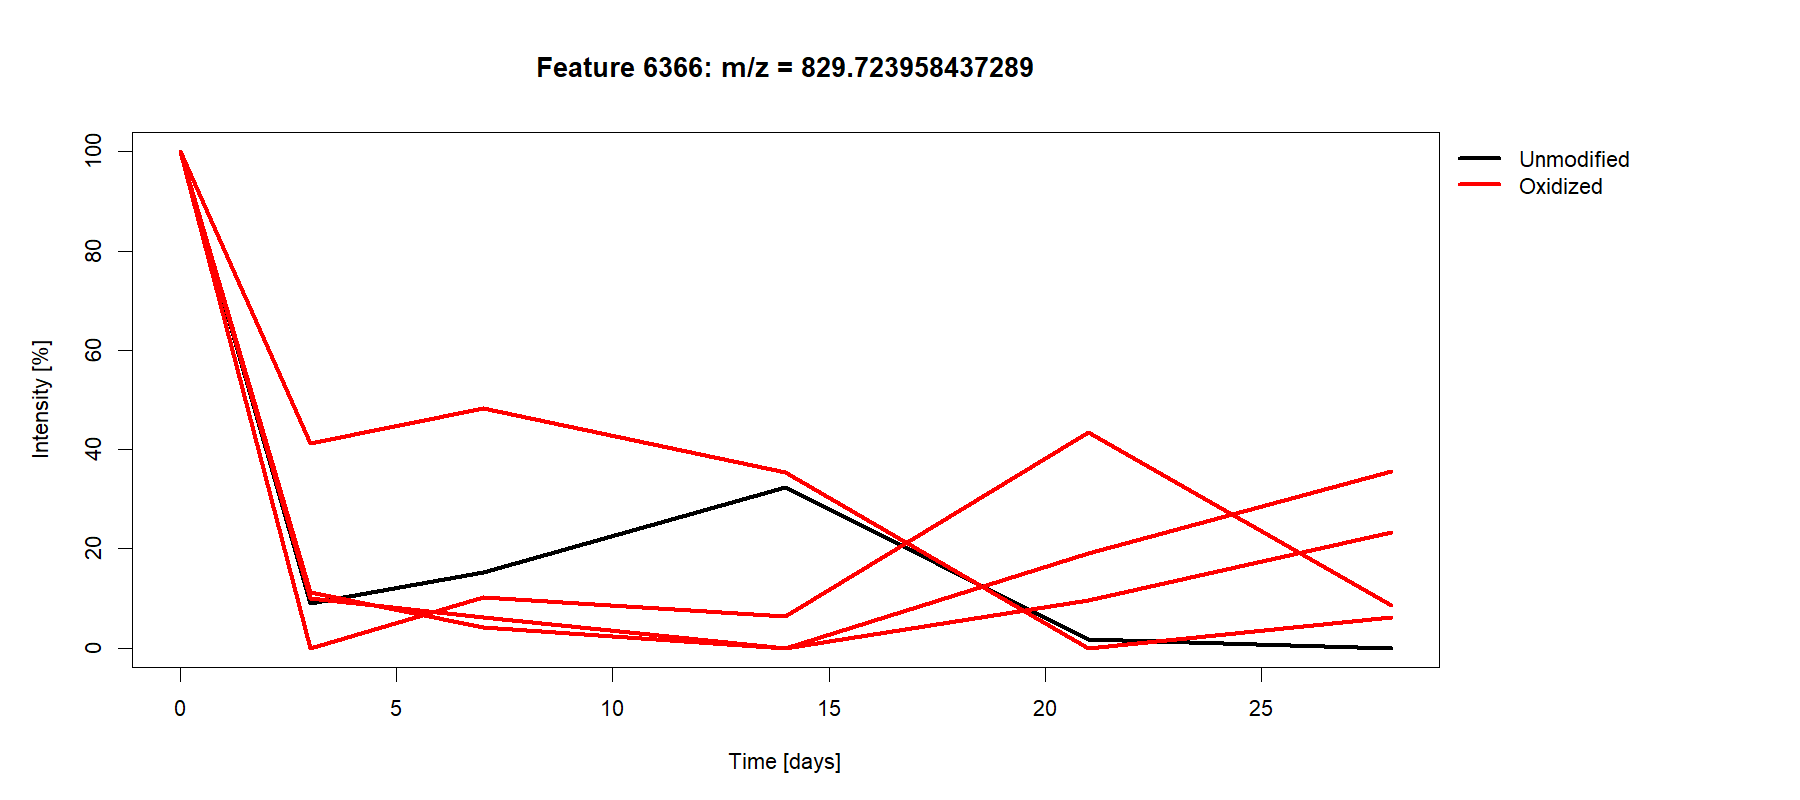 Feature 6366: m/z = 829.723958437289
Unmodified
Oxidized
Intensity [%]
100
80
60
40
20
0
0 5 10 15 20 25
Time [days]